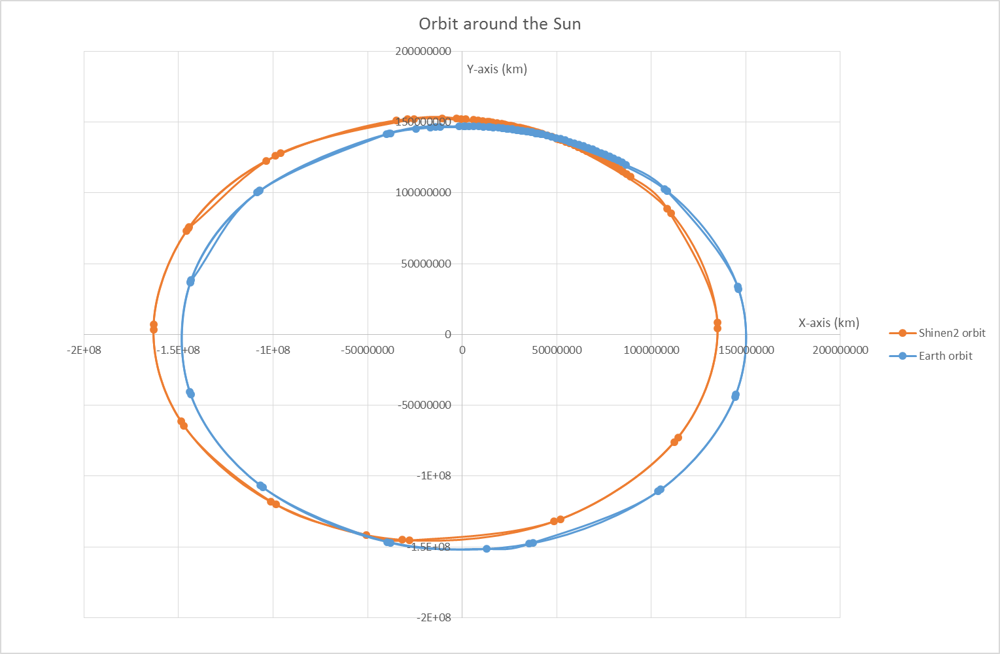 Orbit around the Sun
200000000
Y-axis (km)
150000000
100000000
50000000
X-axis (km)
0
Shinen2 orbit
-2E+08 -1.5E+08 -1E+08 -50000000 0 50000000 100000000 150000000 200000000
Earth orbit
-50000000
-1E+08
-1.5E+08
-2E+08